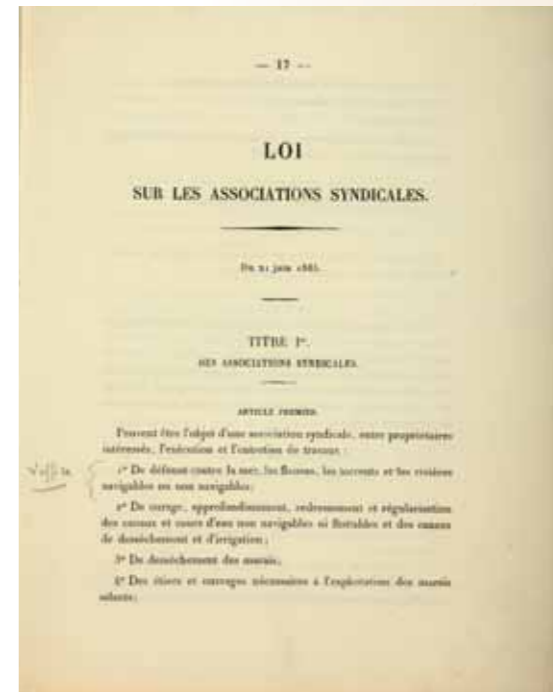 — 17 —
LOI
SUR LES ASSOCIATIONS SYNDICALES.
Du 21 juin 1865.
TITRE Iᵉʳ.
DES ASSOCIATIONS SYNDICALES.
ARTICLE PREMIER.
Peuvent être l'objet d'une association syndicale, entre propriétaires
intéressés, l'exécution et l'entretien de travaux :
1° De défense contre la mer, les fleuves, les torrents et les rivières
navigables ou non navigables;
2° De curage, approfondissement, redressement et régularisation
des canaux et cours d'eau non navigables ni flottables et des canaux
de desséchement et d'irrigation;
3° De desséchement des marais;
4° Des étiers et ouvrages nécessaires à l'exploitation des marais
salants;